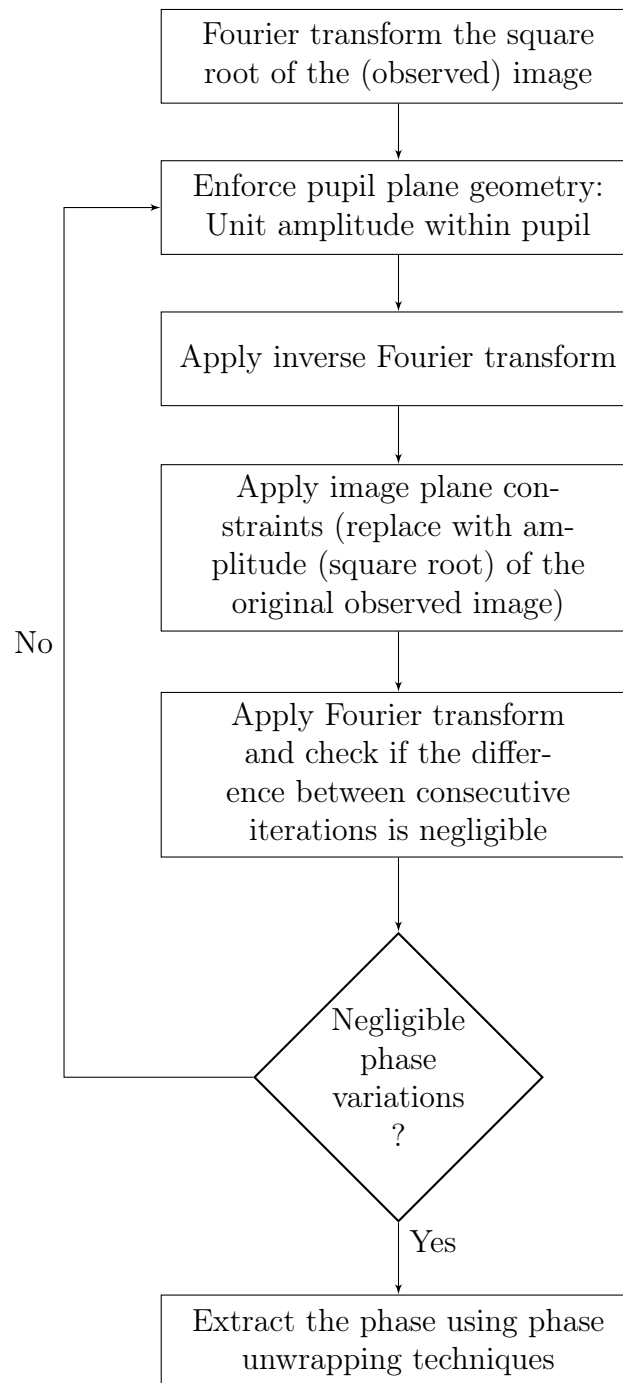 Fourier transform the square
root of the (observed) image
Enforce pupil plane geometry:
Unit amplitude within pupil
Apply inverse Fourier transform
Apply image plane con-
straints (replace with am-
plitude (square root) of the
original observed image)
No
Apply Fourier transform
and check if the differ-
ence between consecutive
iterations is negligible
Negligible
phase
variations
?
Yes
Extract the phase using phase
unwrapping techniques